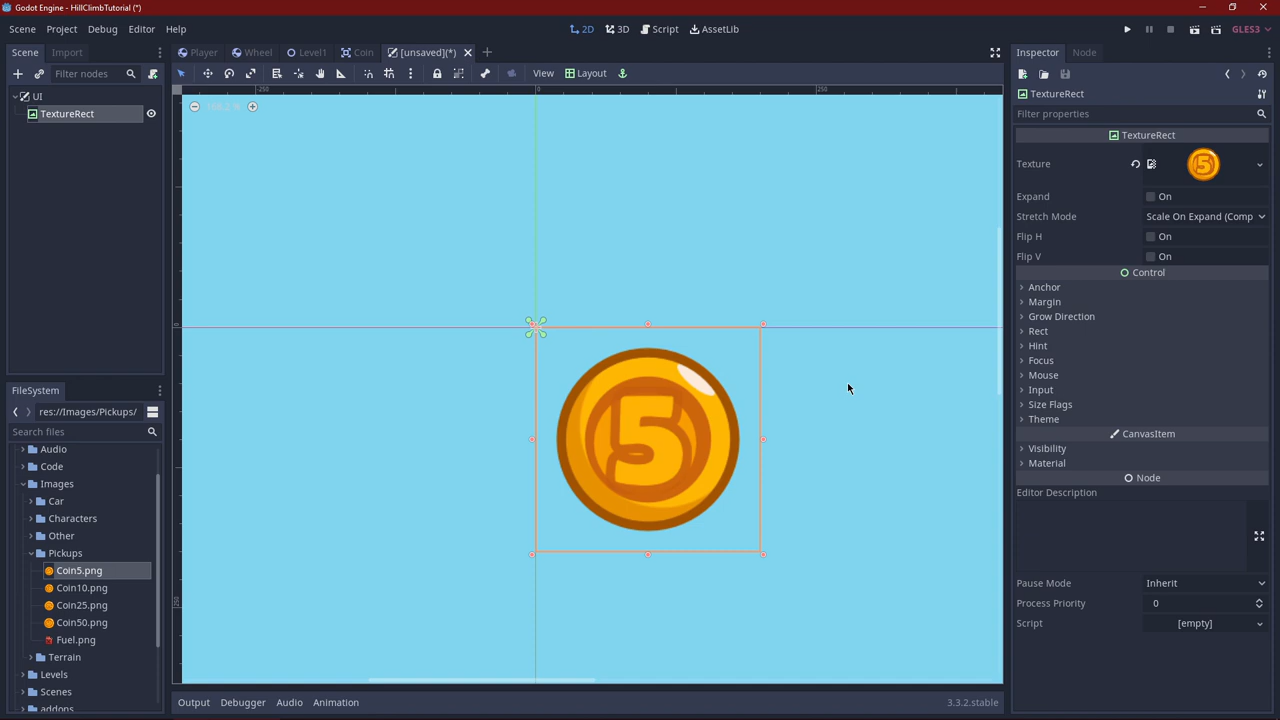 Godot Engine - HillClimbTutorial (*)
Scene Project Debug Editor Help
2D 3D Script AssetLib
GLES3
Scene Import
Player Wheel Level1 Coin [unsaved](*)
Inspector Node
Filter nodes
View Layout
UI
TextureRect
TextureRect
Filter properties
TextureRect
Texture
Expand On
Stretch Mode Scale On Expand (Comp
Flip H On
Flip V On
Control
Anchor
Margin
Grow Direction
Rect
Hint
Focus
Mouse
Input
Size Flags
Theme
CanvasItem
Visibility
Material
Node
Editor Description
Pause Mode Inherit
Process Priority 0
Script [empty]
-250 0 250
0
250
5
FileSystem
res://Images/Pickups/
Search files
Audio
Code
Images
Car
Characters
Other
Pickups
Coin5.png
Coin10.png
Coin25.png
Coin50.png
Fuel.png
Terrain
Levels
Scenes
addons
Output Debugger Audio Animation
3.3.2.stable